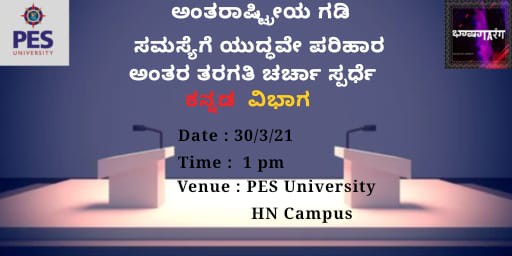 PES
UNIVERSITY
ಅಂತರಾಷ್ಟ್ರೀಯ ಗಡಿ
ಸಮಸ್ಯೆಗೆ ಯುದ್ಧವೇ ಪರಿಹಾರ
ಅಂತರ ತರಗತಿ ಚರ್ಚಾ ಸ್ಪರ್ಧೆ
ಕನ್ನಡ ವಿಭಾಗ
Date : 30/3/21
Time : 1 pm
Venue : PES University
HN Campus